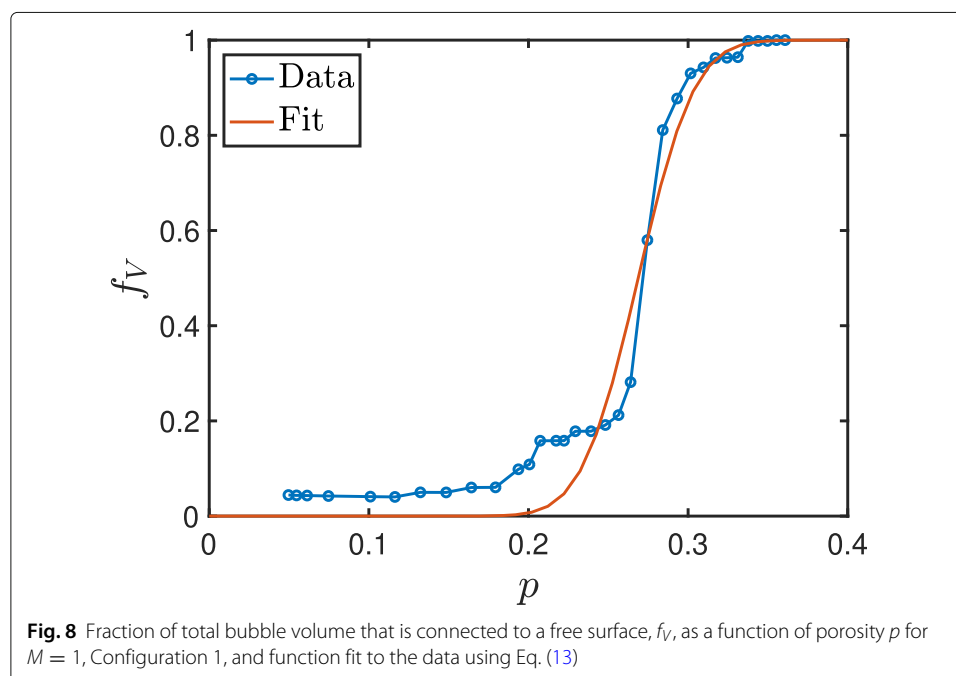 1
0.8
0.6
0.4
0.2
0
0 0.1 0.2 0.3 0.4
f_V
p
Data
Fit
Fig. 8 Fraction of total bubble volume that is connected to a free surface, f_V, as a function of porosity p for
M = 1, Configuration 1, and function fit to the data using Eq. (13)